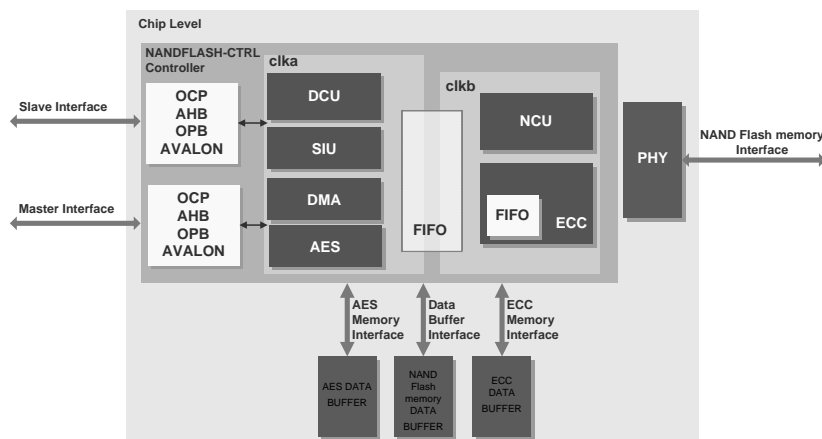 Chip Level
NANDFLASH-CTRL
Controller
clka
clkb
Slave Interface
OCP
AHB
OPB
AVALON
DCU
SIU
NCU
PHY
NAND Flash memory
Interface
Master Interface
OCP
AHB
OPB
AVALON
DMA
AES
FIFO
FIFO
ECC
AES
Memory
Interface
Data
Buffer
Interface
ECC
Memory
Interface
AES DATA
BUFFER
NAND
Flash
memory
DATA
BUFFER
ECC
DATA
BUFFER